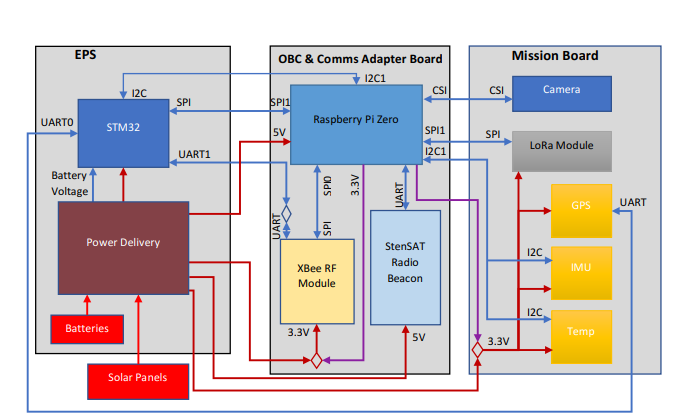 EPS
OBC & Comms Adapter Board
Mission Board
I2C
I2C1
SPI
SPI1
CSI
CSI
Camera
UART0
STM32
Raspberry Pi Zero
5V
SPI1
SPI
I2C1
LoRa Module
UART1
Battery
Voltage
SPI0
3.3V
UART
GPS
UART
UART
SPI
Power Delivery
StenSAT
Radio
Beacon
XBee RF
Module
I2C
IMU
I2C
Temp
Batteries
3.3V
5V
3.3V
Solar Panels